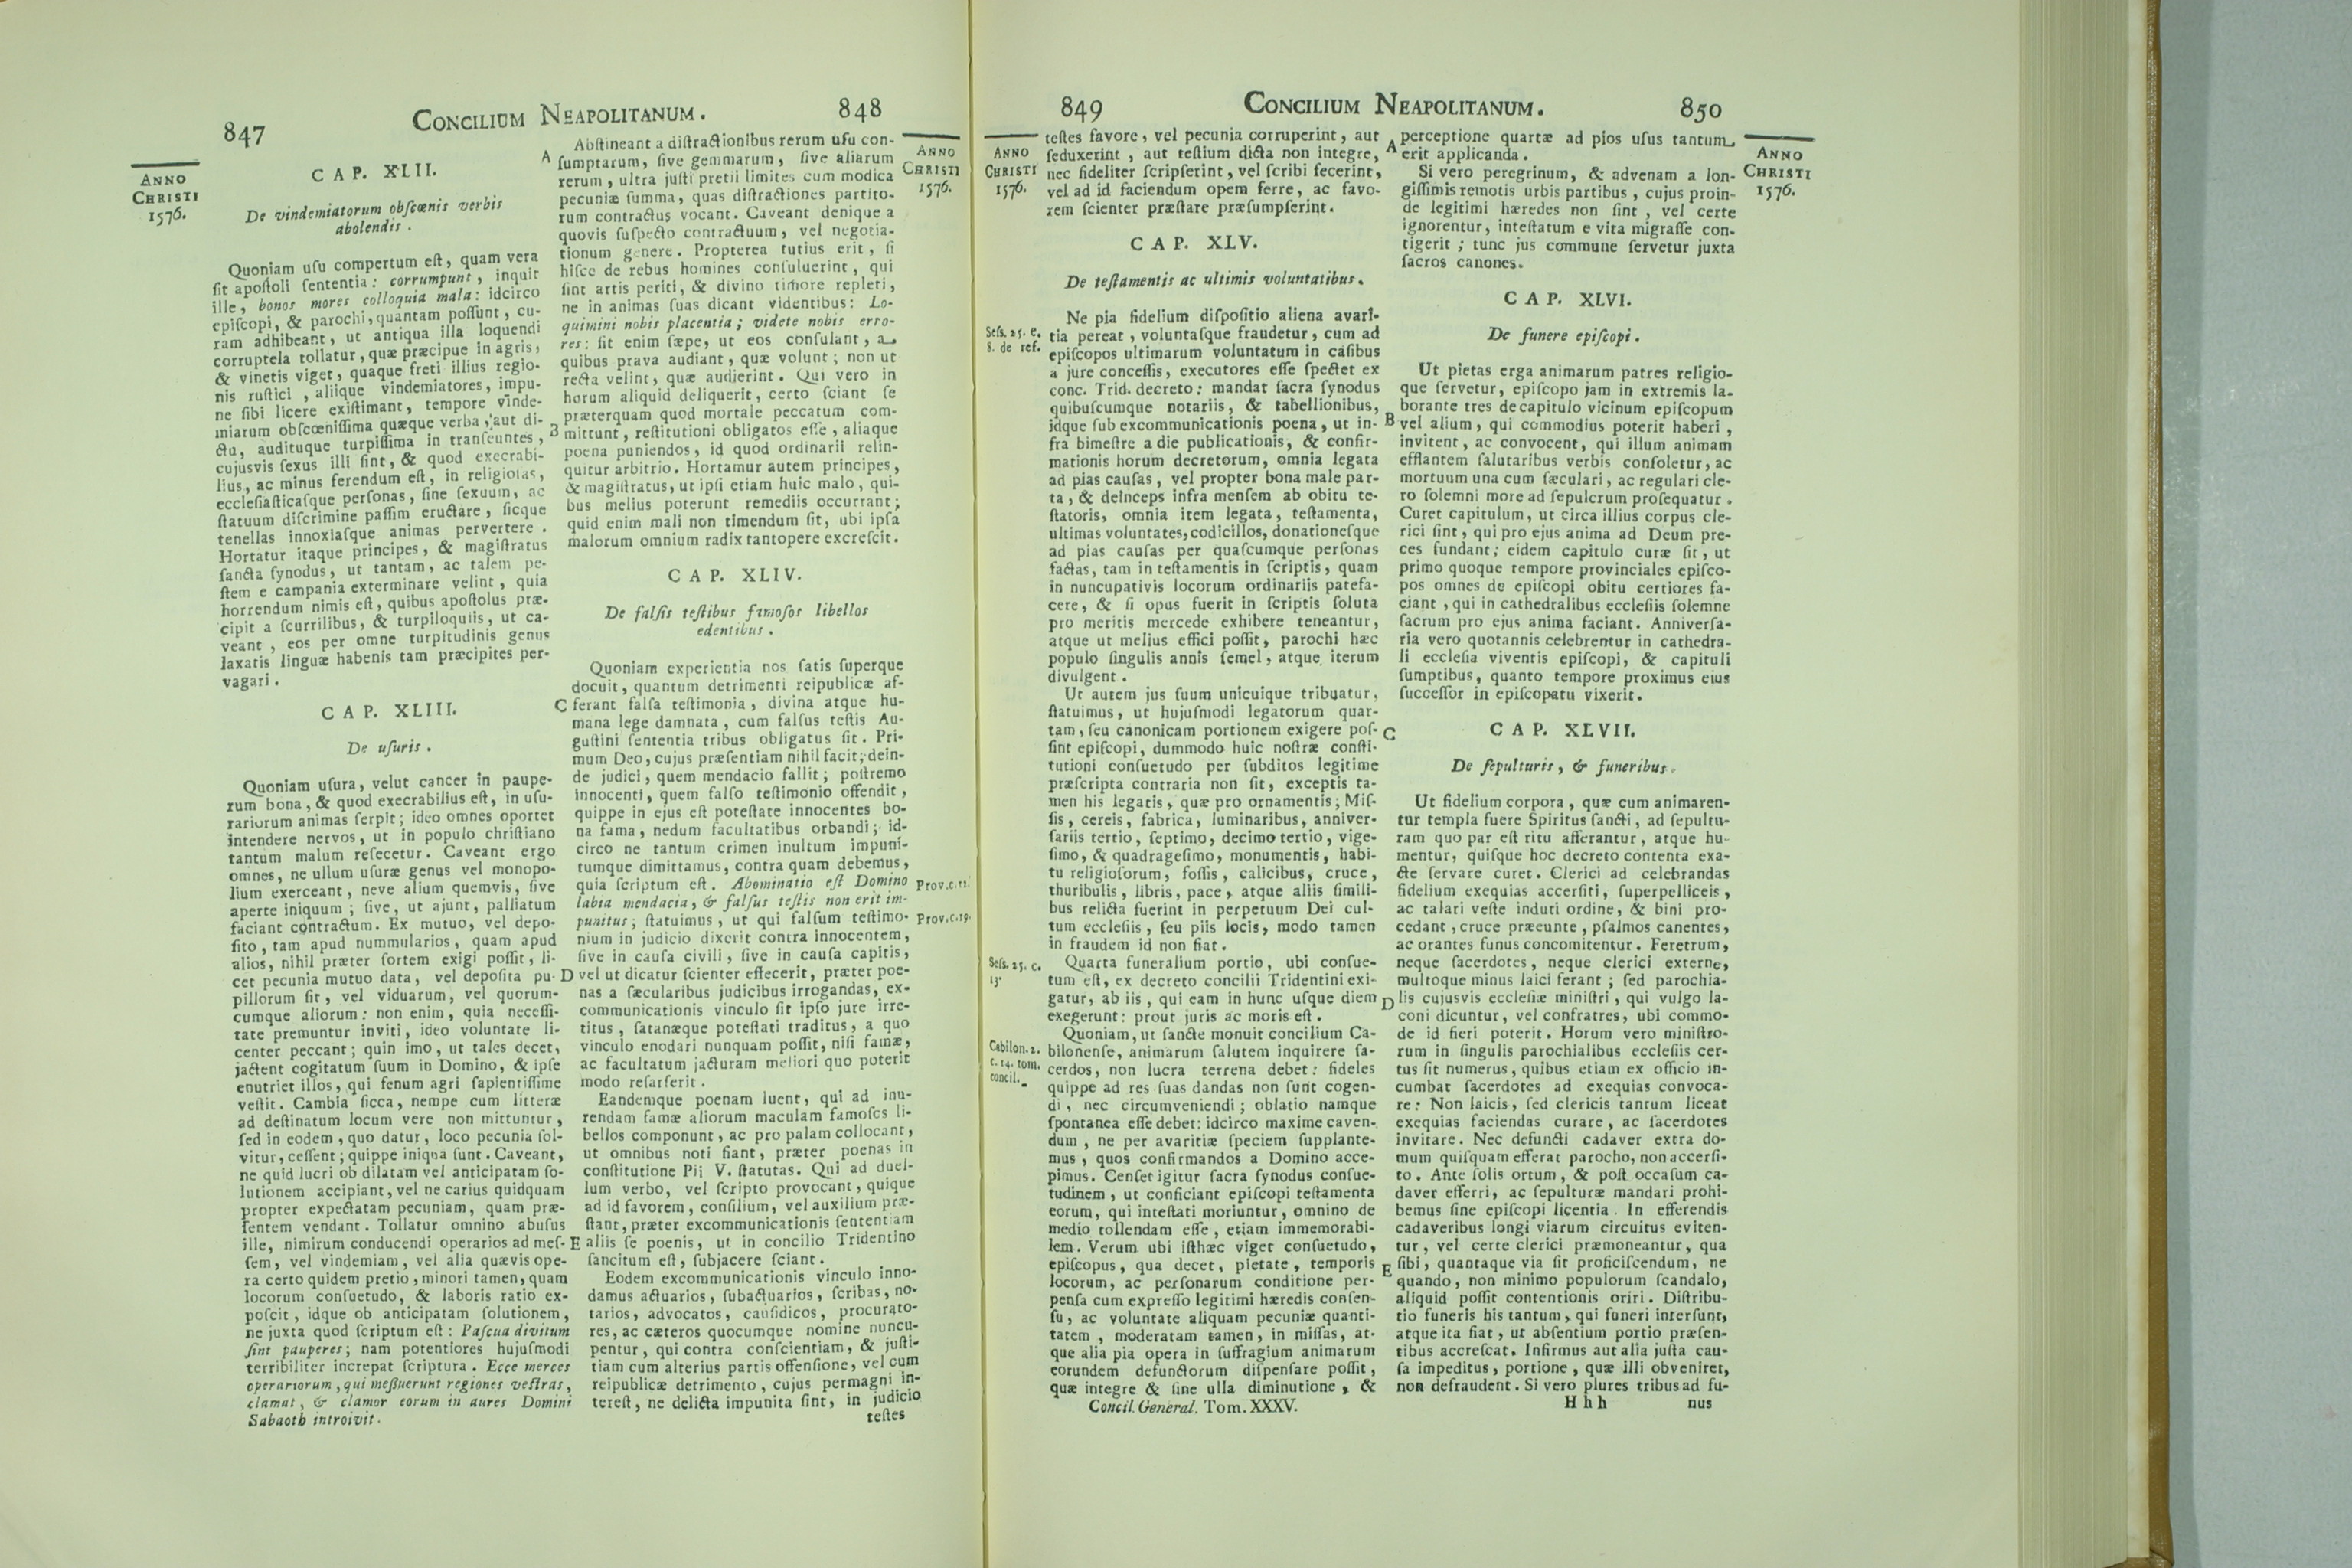 847
CONCILIUM NEAPOLITANUM.
848
ANNO
CHRISTI
1576.
CAP. XLII.
De vindemiatorum obſcœnis verbis
abolendis.
Quoniam uſu compertum eſt, quam vera
ſit apoſtoli ſententia: corrumpunt, inquit
ille, bonos mores colloquia mala: idcirco
epiſcopi, & parochi, quantam poſſunt, cu-
ram adhibeant, ut antiqua illa loquendi
corruptela tollatur, quæ præcipue in agris,
& vinetis viget, quaque freti illius regio-
nis ruſtici, aliique vindemiatores, impu-
ne ſibi licere exiſtimant, tempore vinde-
miarum obſcœniſſima quæque verba, aut di-
ctu, audituque turpiſſima in tranſeuntes,
cujusvis ſexus illi ſint, & quod execrabi-
lius, ac minus ferendum eſt, in religioſas,
eccleſiaſticaſque perſonas, ſine ſexuum, ac
ſtatuum diſcrimine paſſim eructare, ſicque
tenellas innoxiaſque animas pervertere.
Hortatur itaque principes, & magiſtratus
ſancta ſynodus, ut tantam, ac talem pe-
ſtem e campania exterminare velint, quia
horrendum nimis eſt, quibus apoſtolus præ-
cipit a ſcurrilibus, & turpiloquiis, ut ca-
veant, eos per omne turpitudinis genus
laxatis linguæ habenis tam præcipites per-
vagari.
CAP. XLIII.
De uſuris.
Quoniam uſura, velut cancer in paupe-
rum bona, & quod execrabilius eſt, in uſu-
rariorum animas ſerpit; ideo omnes oportet
intendere nervos, ut in populo chriſtiano
tantum malum reſecetur. Caveant ergo
omnes, ne ullum uſuræ genus vel monopo-
lium exerceant, neve alium quemvis, ſive
aperte iniquum; ſive, ut ajunt, palliatum
faciant contractum. Ex mutuo, vel depo-
ſito, tam apud nummularios, quam apud
alios, nihil præter ſortem exigi poſſit, li-
cet pecunia mutuo data, vel depoſita pu-
pillorum ſit, vel viduarum, vel quorum-
cumque aliorum: non enim, quia neceſſi-
tate premuntur inviti, ideo voluntate li-
center peccant; quin imo, ut tales decet,
jactent cogitatum ſuum in Domino, & ipſe
enutriet illos, qui fenum agri ſapientiſſime
veſtit. Cambia ſicca, nempe cum litteræ
ad deſtinatum locum vere non mittuntur,
ſed in eodem, quo datur, loco pecunia ſol-
vitur, ceſſent; quippe iniqua ſunt. Caveant,
ne quid lucri ob dilatam vel anticipatam ſo-
lutionem accipiant, vel ne carius quidquam
propter expectatam pecuniam, quam præ-
ſentem vendant. Tollatur omnino abuſus
ille, nimirum conducendi operarios ad meſ-
ſem, vel vindemiam, vel alia quævis ope-
ra certo quidem pretio, minori tamen, quam
locorum conſuetudo, & laboris ratio ex-
poſcit, idque ob anticipatam ſolutionem,
ne juxta quod ſcriptum eſt: Paſcua divitum
ſint pauperes; nam potentiores hujuſmodi
terribiliter increpat ſcriptura. Ecce merces
operariorum, qui meſſuerunt regiones veſtras,
clamat, & clamor eorum in aures Domini
Sabaoth introivit.
A
B
C
D
E
Abſtineant a diſtractionibus rerum uſu con-
ſumptarum, ſive gemmarum, ſive aliarum
rerum, ultra juſti pretii limites cum modica
pecuniæ ſumma, quas diſtractiones partito-
rum contractus vocant. Caveant denique a
quovis ſuſpecto contractuum, vel negotia-
tionum genere. Propterea tutius erit, ſi
hiſce de rebus homines conſuluerint, qui
ſint artis periti, & divino timore repleti,
ne in animas ſuas dicant videntibus: Lo-
quimini nobis placentia; videte nobis erro-
res: ſit enim ſæpe, ut eos conſulant, a
quibus prava audiant, quæ volunt; non ut
recta velint, quæ audierint. Qui vero in
horum aliquid deliquerit, certo ſciant ſe
præterquam quod mortale peccatum com-
mittunt, reſtitutioni obligatos eſſe, aliaque
poena puniendos, id quod ordinarii relin-
quitur arbitrio. Hortamur autem principes,
& magiſtratus, ut ipſi etiam huic malo, qui-
bus melius poterunt remediis occurrant;
quid enim mali non timendum ſit, ubi ipſa
malorum omnium radix tantopere excreſcit.
CAP. XLIV.
De falſis teſtibus famoſos libellos
edentibus.
Quoniam experientia nos ſatis ſuperque
docuit, quantum detrimenti reipublicæ af-
ferant falſa teſtimonia, divina atque hu-
mana lege damnata, cum falſus teſtis Au-
guſtini ſententia tribus obligatus ſit. Pri-
mum Deo, cujus præſentiam nihil facit; dein-
de judici, quem mendacio fallit; poſtremo
innocenti, quem falſo teſtimonio offendit,
quippe in ejus eſt poteſtate innocentes bo-
na fama, nedum facultatibus orbandi; id-
circo ne tantum crimen inultum impuni-
tumque dimittamus, contra quam debemus,
quia ſcriptum eſt. Abominatio eſt Domino
labia mendacia, & falſus teſtis non erit im-
punitus; ſtatuimus, ut qui falſum teſtimo-
nium in judicio dixerit contra innocentem,
ſive in cauſa civili, ſive in cauſa capitis,
vel ut dicatur ſcienter effecerit, præter poe-
nas a ſæcularibus judicibus irrogandas, ex-
communicationis vinculo ſit ipſo jure irre-
titus, ſatanæque poteſtati traditus, a quo
vinculo enodari nunquam poſſit, niſi famæ,
ac facultatum jacturam meliori quo poterit
modo reſarſerit.
Eandemque poenam luent, qui ad inu-
rendam famæ aliorum maculam famoſos li-
bellos componunt, ac pro palam collocant,
ut omnibus noti fiant, præter poenas in
conſtitutione Pii V. ſtatutas. Qui ad duel-
lum verbo, vel ſcripto provocant, quique
ad id favorem, conſilium, vel auxilium præ-
ſtant, præter excommunicationis ſententiam
aliis ſe poenis, ut in concilio Tridentino
ſancitum eſt, ſubjacere ſciant.
Eodem excommunicationis vinculo inno-
damus actuarios, ſubactuarios, ſcribas, no-
tarios, advocatos, cauſidicos, procurato-
res, ac cæteros quocumque nomine nuncu-
pentur, qui contra conſcientiam, & juſti-
tiam cum alterius partis offenſione, vel cum
reipublicæ detrimento, cujus permagni in-
tereſt, ne delicta impunita ſint, in judicio
teſtes
ANNO
CHRISTI
1576.
Prov.c.12.
Prov.c.19.
849
CONCILIUM NEAPOLITANUM.
850
ANNO
CHRISTI
1576.
Seſs. 25. c.
8. de ref.
Seſs. 25. c.
13.
Cabilon. 2.
c. 14. tom.
concil.
teſtes favore, vel pecunia corruperint, aut
ſeduxerint, aut teſtium dicta non integre,
nec fideliter ſcripſerint, vel ſcribi fecerint,
vel ad id faciendum opem ferre, ac favo-
rem ſcienter præſtare præſumpſerint.
CAP. XLV.
De teſtamentis ac ultimis voluntatibus.
Ne pia fidelium diſpoſitio aliena avari-
tia pereat, voluntaſque fraudetur, cum ad
epiſcopos ultimarum voluntatum in caſibus
a jure conceſſis, executores eſſe ſpectet ex
conc. Trid. decreto: mandat ſacra ſynodus
quibuſcumque notariis, & tabellionibus,
idque ſub excommunicationis poena, ut in-
fra bimeſtre a die publicationis, & confir-
mationis horum decretorum, omnia legata
ad pias cauſas, vel propter bona male par-
ta, & deinceps infra menſem ab obitu te-
ſtatoris, omnia item legata, teſtamenta,
ultimas voluntates, codicillos, donationeſque
ad pias cauſas per quaſcumque perſonas
factas, tam in teſtamentis in ſcriptis, quam
in nuncupativis locorum ordinariis patefa-
cere, & ſi opus fuerit in ſcriptis ſoluta
pro meritis mercede exhibere teneantur,
atque ut melius effici poſſit, parochi hæc
populo ſingulis annis ſemel, atque iterum
divulgent.
Ut autem jus ſuum unicuique tribuatur,
ſtatuimus, ut hujuſmodi legatorum quar-
tam, ſeu canonicam portionem exigere poſ-
ſint epiſcopi, dummodo huic noſtræ conſti-
tutioni conſuetudo per ſubditos legitime
præſcripta contraria non ſit, exceptis ta-
men his legatis, quæ pro ornamentis; Miſ-
ſis, cereis, fabrica, luminaribus, anniver-
ſariis tertio, ſeptimo, decimo tertio, vige-
ſimo, & quadrageſimo, monumentis, habi-
tu religioſorum, foſſis, calicibus, cruce,
thuribulis, libris, pace, atque aliis ſimili-
bus relicta fuerint in perpetuum Dei cul-
tum eccleſiis, ſeu piis locis, modo tamen
in fraudem id non fiat.
Quarta funeralium portio, ubi conſue-
tum eſt, ex decreto concilii Tridentini exi-
gatur, ab iis, qui eam in hunc uſque diem
exegerunt: prout juris ac moris eſt.
Quoniam, ut ſancte monuit concilium Ca-
bilonenſe, animarum ſalutem inquirere ſa-
cerdos, non lucra terrena debet: fideles
quippe ad res ſuas dandas non ſunt cogen-
di, nec circumveniendi; oblatio namque
ſpontanea eſſe debet: idcirco maxime caven-
dum, ne per avaritiæ ſpeciem ſupplante-
mus, quos confirmandos a Domino acce-
pimus. Cenſet igitur ſacra ſynodus conſue-
tudinem, ut conficiant epiſcopi teſtamenta
eorum, qui inteſtati moriuntur, omnino de
medio tollendam eſſe, etiam immemorabi-
lem. Verum ubi iſthæc viget conſuetudo,
epiſcopus, qua decet, pietate, temporis,
locorum, ac perſonarum conditione per-
penſa cum expreſſo legitimi hæredis conſen-
ſu, ac voluntate aliquam pecuniæ quanti-
tatem, moderatam tamen, in miſſas, at-
que alia pia opera in ſuffragium animarum
eorundem defunctorum diſpenſare poſſit,
quæ integre & ſine ulla diminutione, &
Concil. General. Tom. XXXV.
A
B
C
D
E
perceptione quartæ ad pios uſus tantum
erit applicanda.
Si vero peregrinum, & advenam a lon-
giſſimis remotis urbis partibus, cujus proin-
de legitimi hæredes non ſint, vel certe
ignorentur, inteſtatum e vita migraſſe con-
tigerit; tunc jus commune ſervetur juxta
ſacros canones.
CAP. XLVI.
De funere epiſcopi.
Ut pietas erga animarum patres religio-
que ſervetur, epiſcopo jam in extremis la-
borante tres de capitulo vicinum epiſcopum
vel alium, qui commodius poterit haberi,
invitent, ac convocent, qui illum animam
efflantem ſalutaribus verbis conſoletur, ac
mortuum una cum ſæculari, ac regulari cle-
ro ſolemni more ad ſepulcrum proſequatur.
Curet capitulum, ut circa illius corpus cle-
rici ſint, qui pro ejus anima ad Deum pre-
ces fundant; eidem capitulo curæ ſit, ut
primo quoque tempore provinciales epiſco-
pos omnes de epiſcopi obitu certiores fa-
ciant, qui in cathedralibus eccleſiis ſolemne
ſacrum pro ejus anima faciant. Anniverſa-
ria vero quotannis celebrentur in cathedra-
li eccleſia viventis epiſcopi, & capituli
ſumptibus, quanto tempore proximus eius
ſucceſſor in epiſcopatu vixerit.
CAP. XLVII.
De ſepulturis, & funeribus.
Ut fidelium corpora, quæ cum animaren-
tur templa fuere Spiritus ſancti, ad ſepultu-
ram quo par eſt ritu afferantur, atque hu-
mentur, quiſque hoc decreto contenta exa-
cte ſervare curet. Clerici ad celebrandas
fidelium exequias accerſiti, ſuperpelliceis,
ac talari veſte induti ordine, & bini pro-
cedant, cruce præeunte, pſalmos canentes,
ac orantes funus concomitentur. Feretrum,
neque ſacerdotes, neque clerici externe,
multoque minus laici ferant; ſed parochia-
lis cujusvis eccleſiæ miniſtri, qui vulgo la-
coni dicuntur, vel confratres, ubi commo-
de id fieri poterit. Horum vero miniſtro-
rum in ſingulis parochialibus eccleſiis cer-
tus ſit numerus, quibus etiam ex officio in-
cumbat ſacerdotes ad exequias convoca-
re: Non laicis, ſed clericis tantum liceat
exequias faciendas curare, ac ſacerdotes
invitare. Nec defuncti cadaver extra do-
mum quiſquam efferat parocho, non accerſi-
to. Ante ſolis ortum, & poſt occaſum ca-
daver efferri, ac ſepulturæ mandari prohi-
bemus ſine epiſcopi licentia. In efferendis
cadaveribus longi viarum circuitus eviten-
tur, vel certe clerici præmoneantur, qua
ſibi, quantaque via ſit proficiſcendum, ne
quando, non minimo populorum ſcandalo,
aliquid poſſit contentionis oriri. Diſtribu-
tio funeris his tantum, qui funeri interſunt,
atque ita fiat, ut abſentium portio præſen-
tibus accreſcat. Infirmus aut alia juſta cau-
ſa impeditus, portione, quæ illi obveniret,
non defraudent. Si vero plures tribus ad fu-
Hhh
nus
ANNO
CHRISTI
1576.